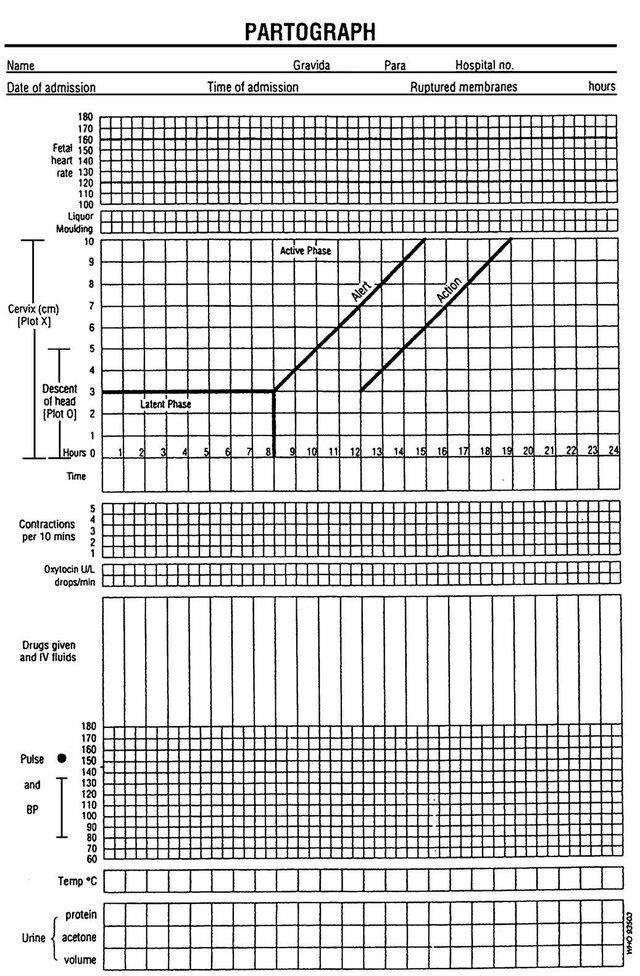 PARTOGRAPH
Name Gravida Para Hospital no.
Date of admission Time of admission Ruptured membranes hours
Fetal heart rate
180
170
160
150
140
130
120
110
100
Liquor
Moulding
Cervix (cm)
[Plot X]
Descent
of head
[Plot O]
10
9
8
7
6
5
4
3
2
1
Active Phase
Alert
Action
Latent Phase
Hours 0 1 2 3 4 5 6 7 8 9 10 11 12 13 14 15 16 17 18 19 20 21 22 23 24
Time
Contractions
per 10 mins
5
4
3
2
1
Oxytocin U/L
drops/min
Drugs given
and IV fluids
Pulse
and
BP
180
170
160
150
140
130
120
110
100
90
80
70
60
Temp °C
Urine
protein
acetone
volume
WHO 93503